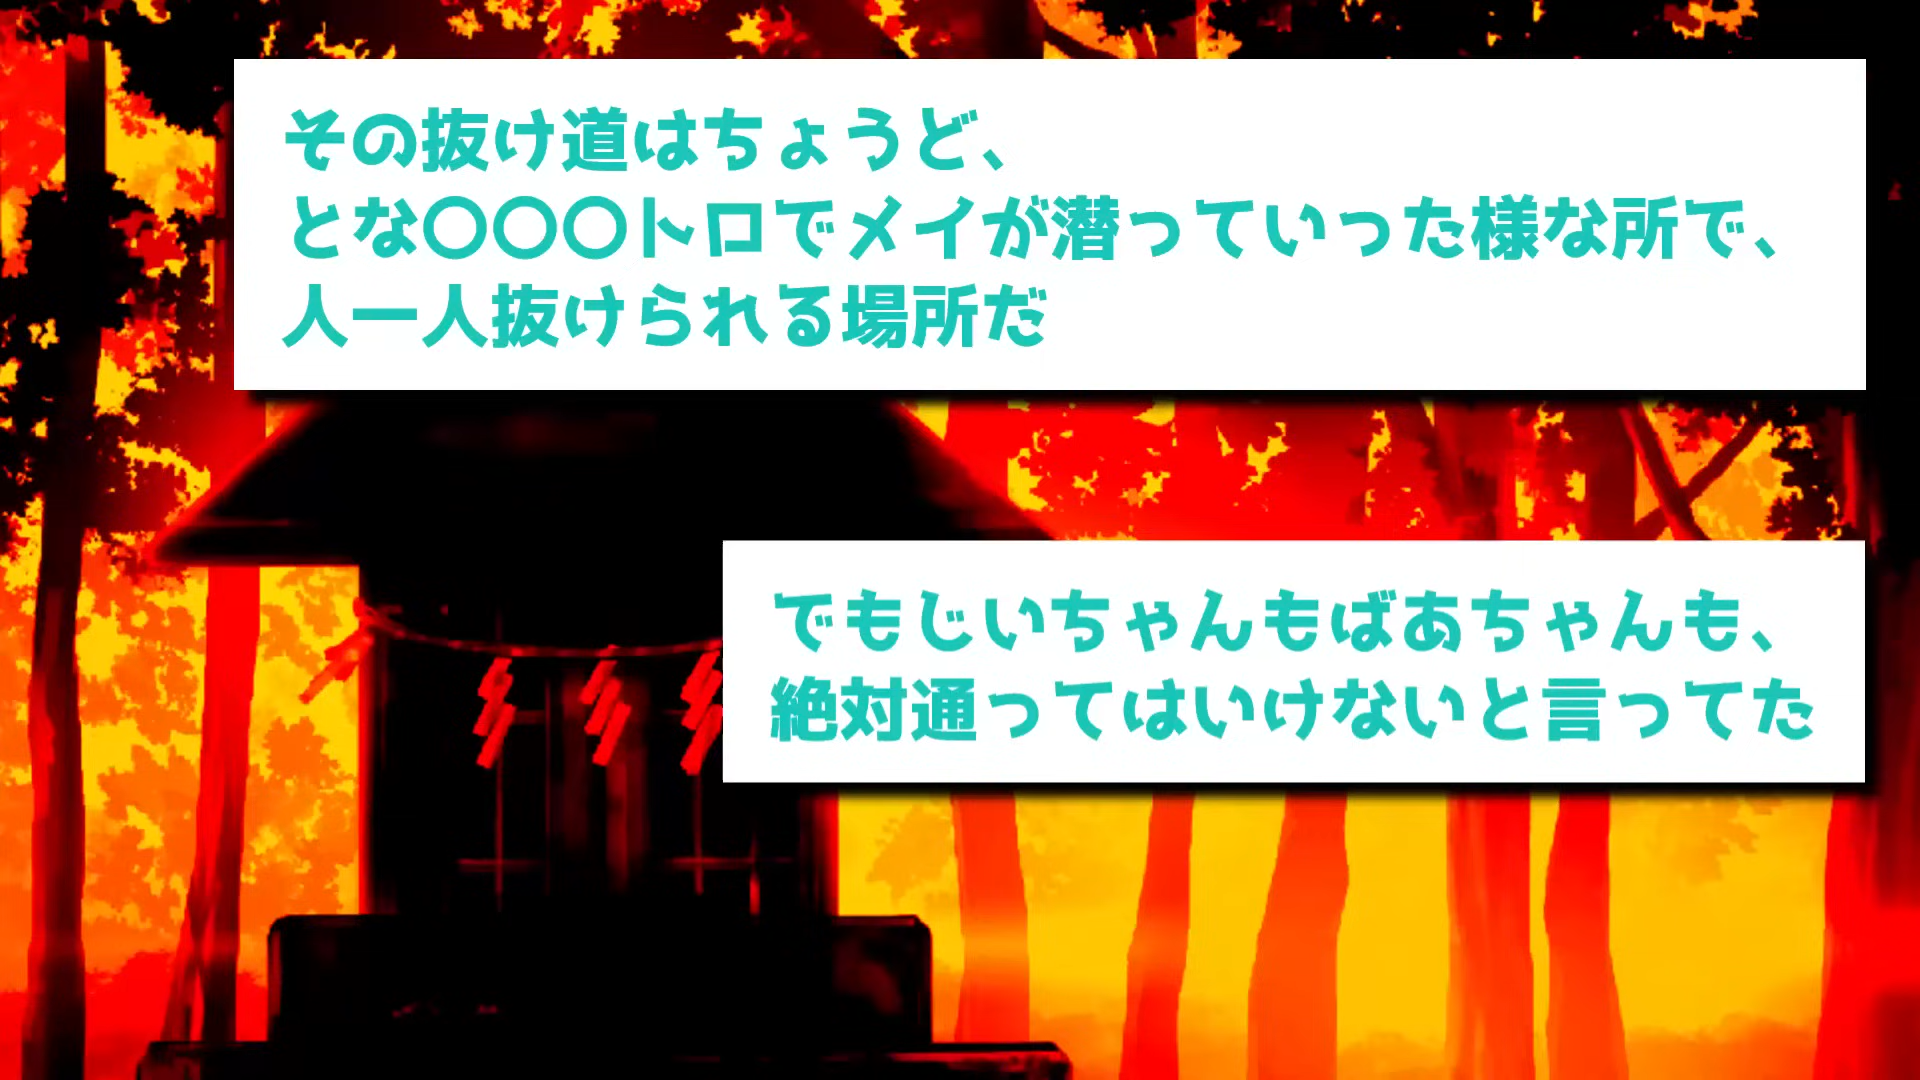 その抜け道はちょうど、
とな〇〇〇トロでメイが潜っていった様な所で、
人一人抜けられる場所だ
でもじいちゃんもばあちゃんも、
絶対通ってはいけないと言ってた